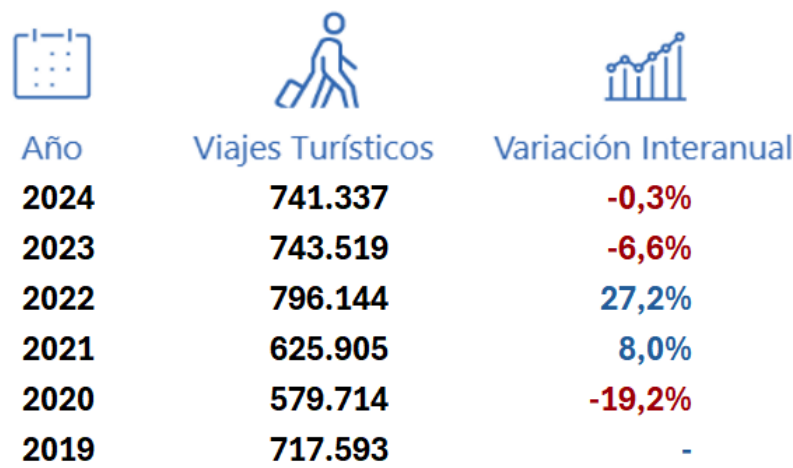 Año Viajes Turísticos Variación Interanual
2024 741.337 -0,3%
2023 743.519 -6,6%
2022 796.144 27,2%
2021 625.905 8,0%
2020 579.714 -19,2%
2019 717.593 -